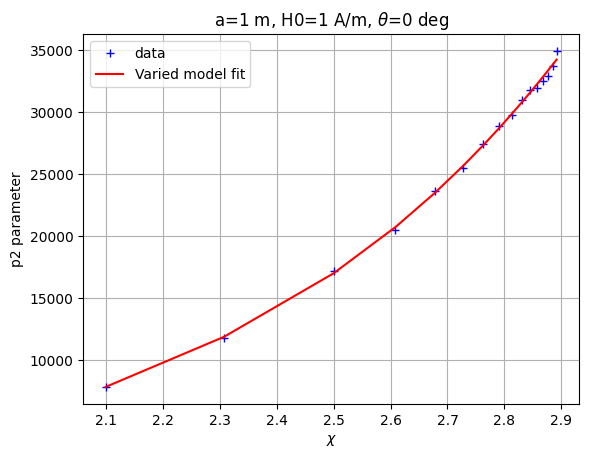 a=1 m, H0=1 A/m, θ=0 deg
data
Varied model fit
35000
30000
25000
20000
15000
10000
p2 parameter
2.1 2.2 2.3 2.4 2.5 2.6 2.7 2.8 2.9
χ